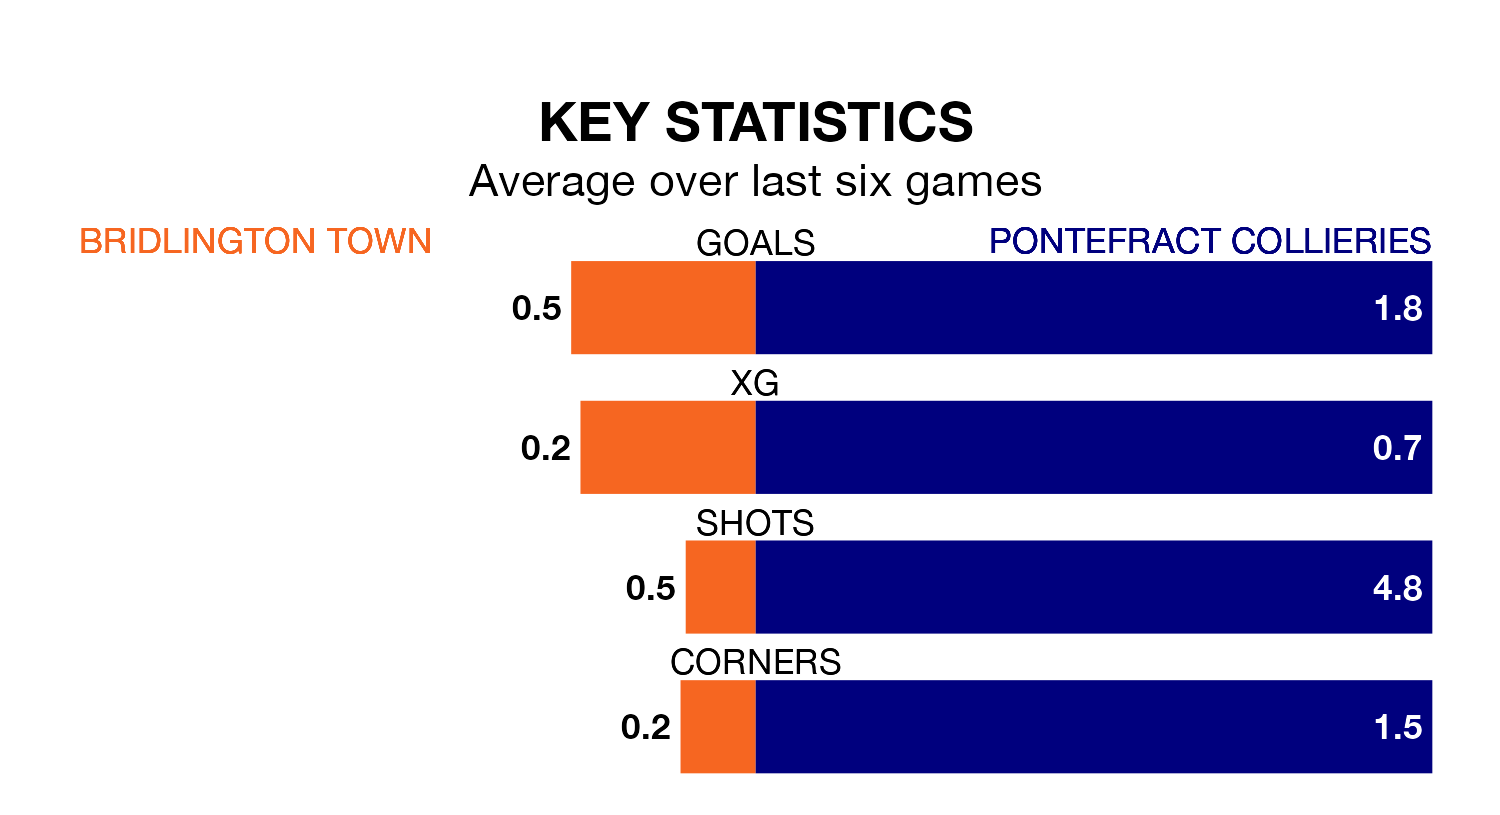 KEY STATISTICS
Average over last six games
BRIDLINGTON TOWN GOALS PONTEFRACT COLLIERIES
0.5 1.8
XG
0.2 0.7
SHOTS
0.5 4.8
CORNERS
0.2 1.5